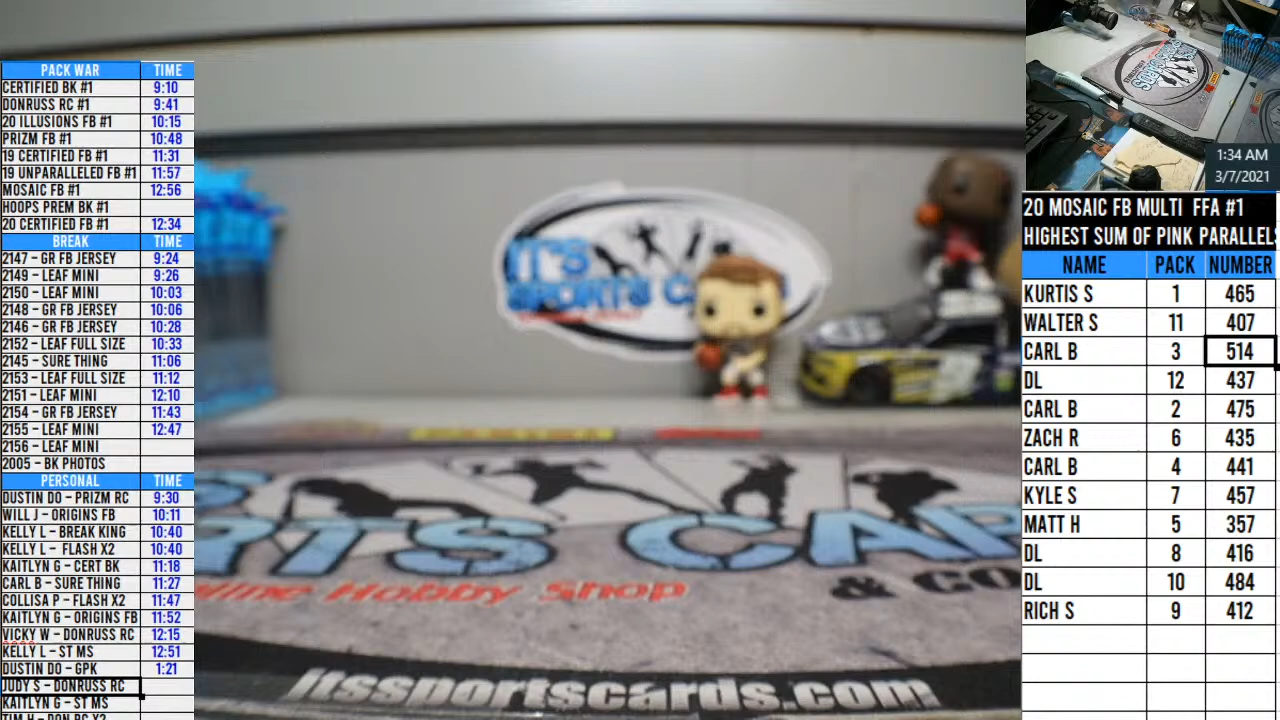 PACK WAR TIME
CERTIFIED BK #1 9:10
DONRUSS RC #1 9:41
20 ILLUSIONS FB #1 10:15
PRIZM FB #1 10:48
19 CERTIFIED FB #1 11:31
19 UNPARALLELED FB #1 11:57
MOSAIC FB #1 12:56
HOOPS PREM BK #1
20 CERTIFIED FB #1 12:34
BREAK TIME
2147 – GR FB JERSEY 9:24
2149 – LEAF MINI 9:26
2150 – LEAF MINI 10:03
2148 – GR FB JERSEY 10:06
2146 – GR FB JERSEY 10:28
2152 – LEAF FULL SIZE 10:33
2145 – SURE THING 11:06
2153 – LEAF FULL SIZE 11:12
2151 – LEAF MINI 12:10
2154 – GR FB JERSEY 11:43
2155 – LEAF MINI 12:47
2156 – LEAF MINI
2005 – BK PHOTOS
PERSONAL TIME
DUSTIN DO – PRIZM RC 9:30
WILL J – ORIGINS FB 10:11
KELLY L – BREAK KING 10:40
KELLY L – FLASH X2 10:40
KAITLYN G – CERT BK 11:18
CARL B – SURE THING 11:27
COLLISA P – FLASH X2 11:47
KAITLYN G – ORIGINS FB 11:52
VICKY W – DONRUSS RC 12:15
KELLY L – ST MS 12:51
DUSTIN DO – GPK 1:21
JUDY S – DONRUSS RC
KAITLYN G – ST MS
TIM H – DON RC X2
IT'S
SPORTS C
S
RTS CAR
nline Hobby Shop & CO
itssportscards.com
1:34 AM
3/7/2021
20 MOSAIC FB MULTI FFA #1
HIGHEST SUM OF PINK PARALLELS
NAME PACK NUMBER
KURTIS S 1 465
WALTER S 11 407
CARL B 3 514
DL 12 437
CARL B 2 475
ZACH R 6 435
CARL B 4 441
KYLE S 7 457
MATT H 5 357
DL 8 416
DL 10 484
RICH S 9 412